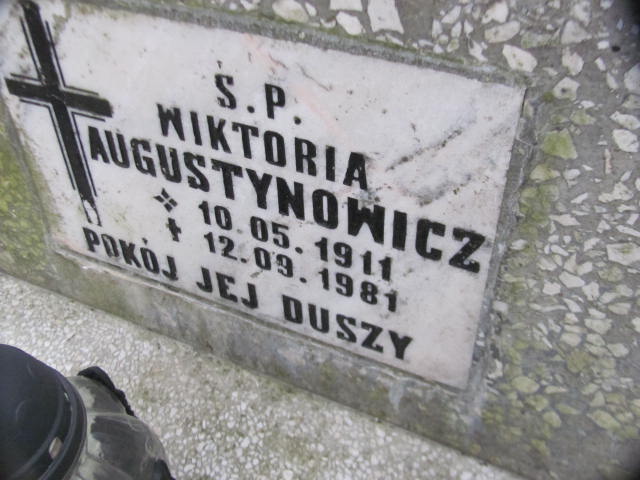 Ś.P.
WIKTORIA
AUGUSTYNOWICZ
10.05.1911
12.09.1981
POKÓJ JEJ DUSZY